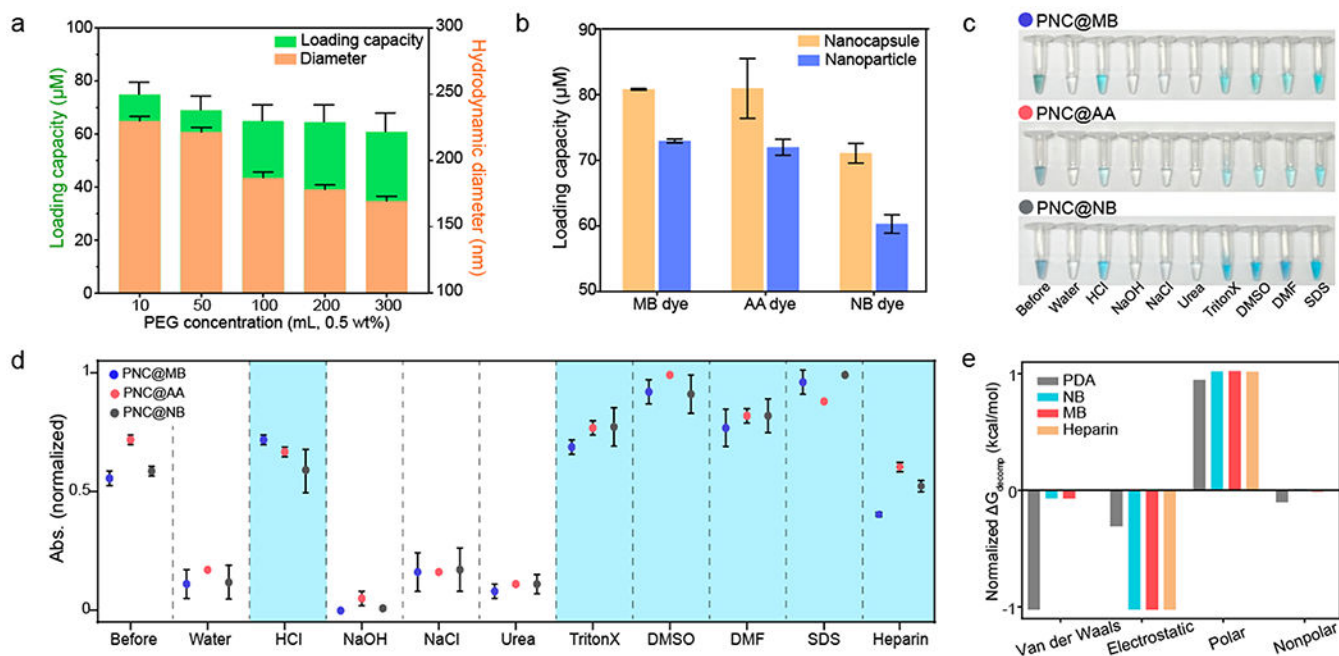 a
Loading capacity
Diameter
Loading capacity (µM)
Hydrodynamic diameter (nm)
100
80
60
40
20
0
300
250
200
150
100
10 50 100 200 300
PEG concentration (mL, 0.5 wt%)
b
Nanocapsule
Nanoparticle
Loading capacity (µM)
90
80
70
60
50
MB dye AA dye NB dye
c
PNC@MB
PNC@AA
PNC@NB
Before Water HCl NaOH NaCl Urea TritonX DMSO DMF SDS
d
PNC@MB
PNC@AA
PNC@NB
Abs. (normalized)
1
0.5
0
Before Water HCl NaOH NaCl Urea TritonX DMSO DMF SDS Heparin
e
PDA
NB
MB
Heparin
Normalized ΔGdecomp (kcal/mol)
1
0
-1
Van der Waals Electrostatic Polar Nonpolar